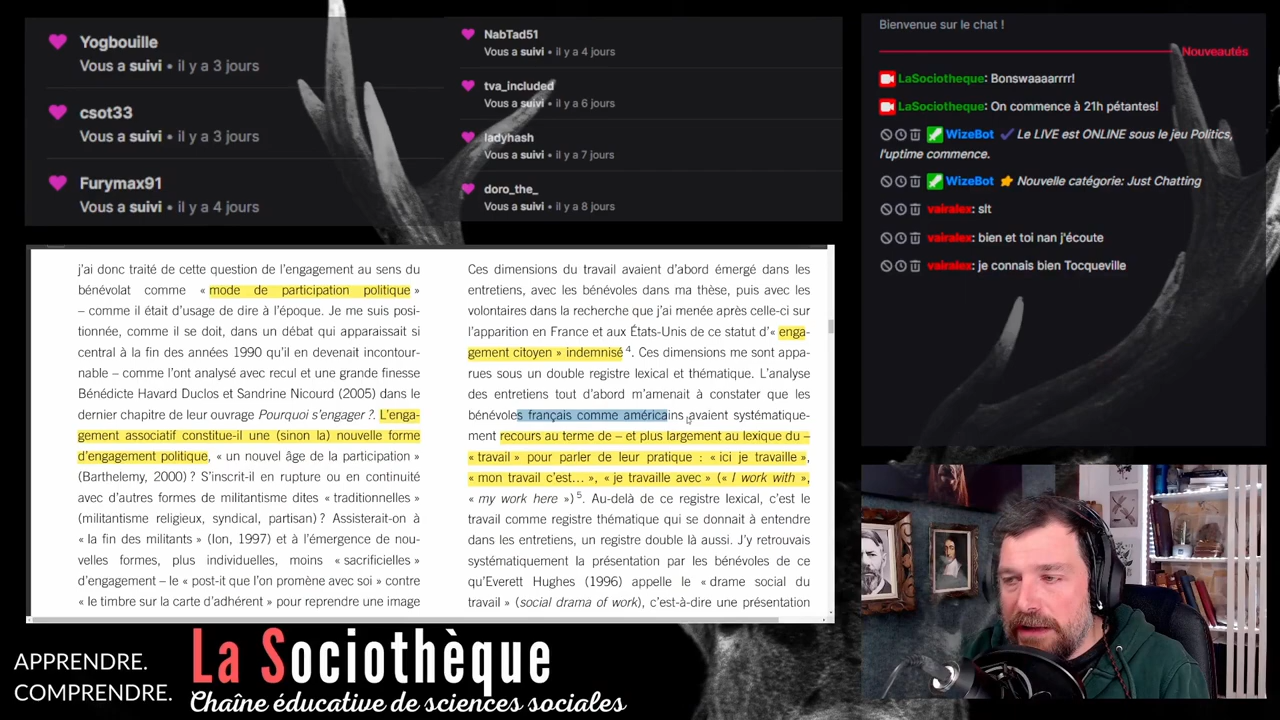 Yogbouille
Vous a suivi • il y a 3 jours
csot33
Vous a suivi • il y a 3 jours
Furymax91
Vous a suivi • il y a 4 jours
NabTad51
Vous a suivi • il y a 4 jours
tva_included
Vous a suivi • il y a 6 jours
ladyhash
Vous a suivi • il y a 7 jours
doro_the_
Vous a suivi • il y a 8 jours
Bienvenue sur le chat !
Nouveautés
LaSociotheque: Bonswaaaarrrr!
LaSociotheque: On commence à 21h pétantes!
WizeBot Le LIVE est ONLINE sous le jeu Politics,
l'uptime commence.
WizeBot Nouvelle catégorie: Just Chatting
vairalex: slt
vairalex: bien et toi nan j'écoute
vairalex: je connais bien Tocqueville
j'ai donc traité de cette question de l'engagement au sens du
bénévolat comme « mode de participation politique »
– comme il était d'usage de dire à l'époque. Je me suis posi-
tionnée, comme il se doit, dans un débat qui apparaissait si
central à la fin des années 1990 qu'il en devenait incontour-
nable – comme l'ont analysé avec recul et une grande finesse
Bénédicte Havard Duclos et Sandrine Nicourd (2005) dans le
dernier chapitre de leur ouvrage Pourquoi s'engager ?. L'enga-
gement associatif constitue-il une (sinon la) nouvelle forme
d'engagement politique, « un nouvel âge de la participation »
(Barthelemy, 2000) ? S'inscrit-il en rupture ou en continuité
avec d'autres formes de militantisme dites « traditionnelles »
(militantisme religieux, syndical, partisan) ? Assisterait-on à
« la fin des militants » (Ion, 1997) et à l'émergence de nou-
velles formes, plus individuelles, moins « sacrificielles »
d'engagement – le « post-it que l'on promène avec soi » contre
« le timbre sur la carte d'adhérent » pour reprendre une image
Ces dimensions du travail avaient d'abord émergé dans les
entretiens, avec les bénévoles dans ma thèse, puis avec les
volontaires dans la recherche que j'ai menée après celle-ci sur
l'apparition en France et aux États-Unis de ce statut d'« enga-
gement citoyen » indemnisé 4. Ces dimensions me sont appa-
rues sous un double registre lexical et thématique. L'analyse
des entretiens tout d'abord m'amenait à constater que les
bénévoles français comme américains avaient systématique-
ment recours au terme de – et plus largement au lexique du –
« travail » pour parler de leur pratique : « ici je travaille »,
« mon travail c'est… », « je travaille avec » (« I work with »,
« my work here ») 5. Au-delà de ce registre lexical, c'est le
travail comme registre thématique qui se donnait à entendre
dans les entretiens, un registre double là aussi. J'y retrouvais
systématiquement la présentation par les bénévoles de ce
qu'Everett Hughes (1996) appelle le « drame social du
travail » (social drama of work), c'est-à-dire une présentation
APPRENDRE.
COMPRENDRE.
La Sociothèque
Chaîne éducative de sciences sociales